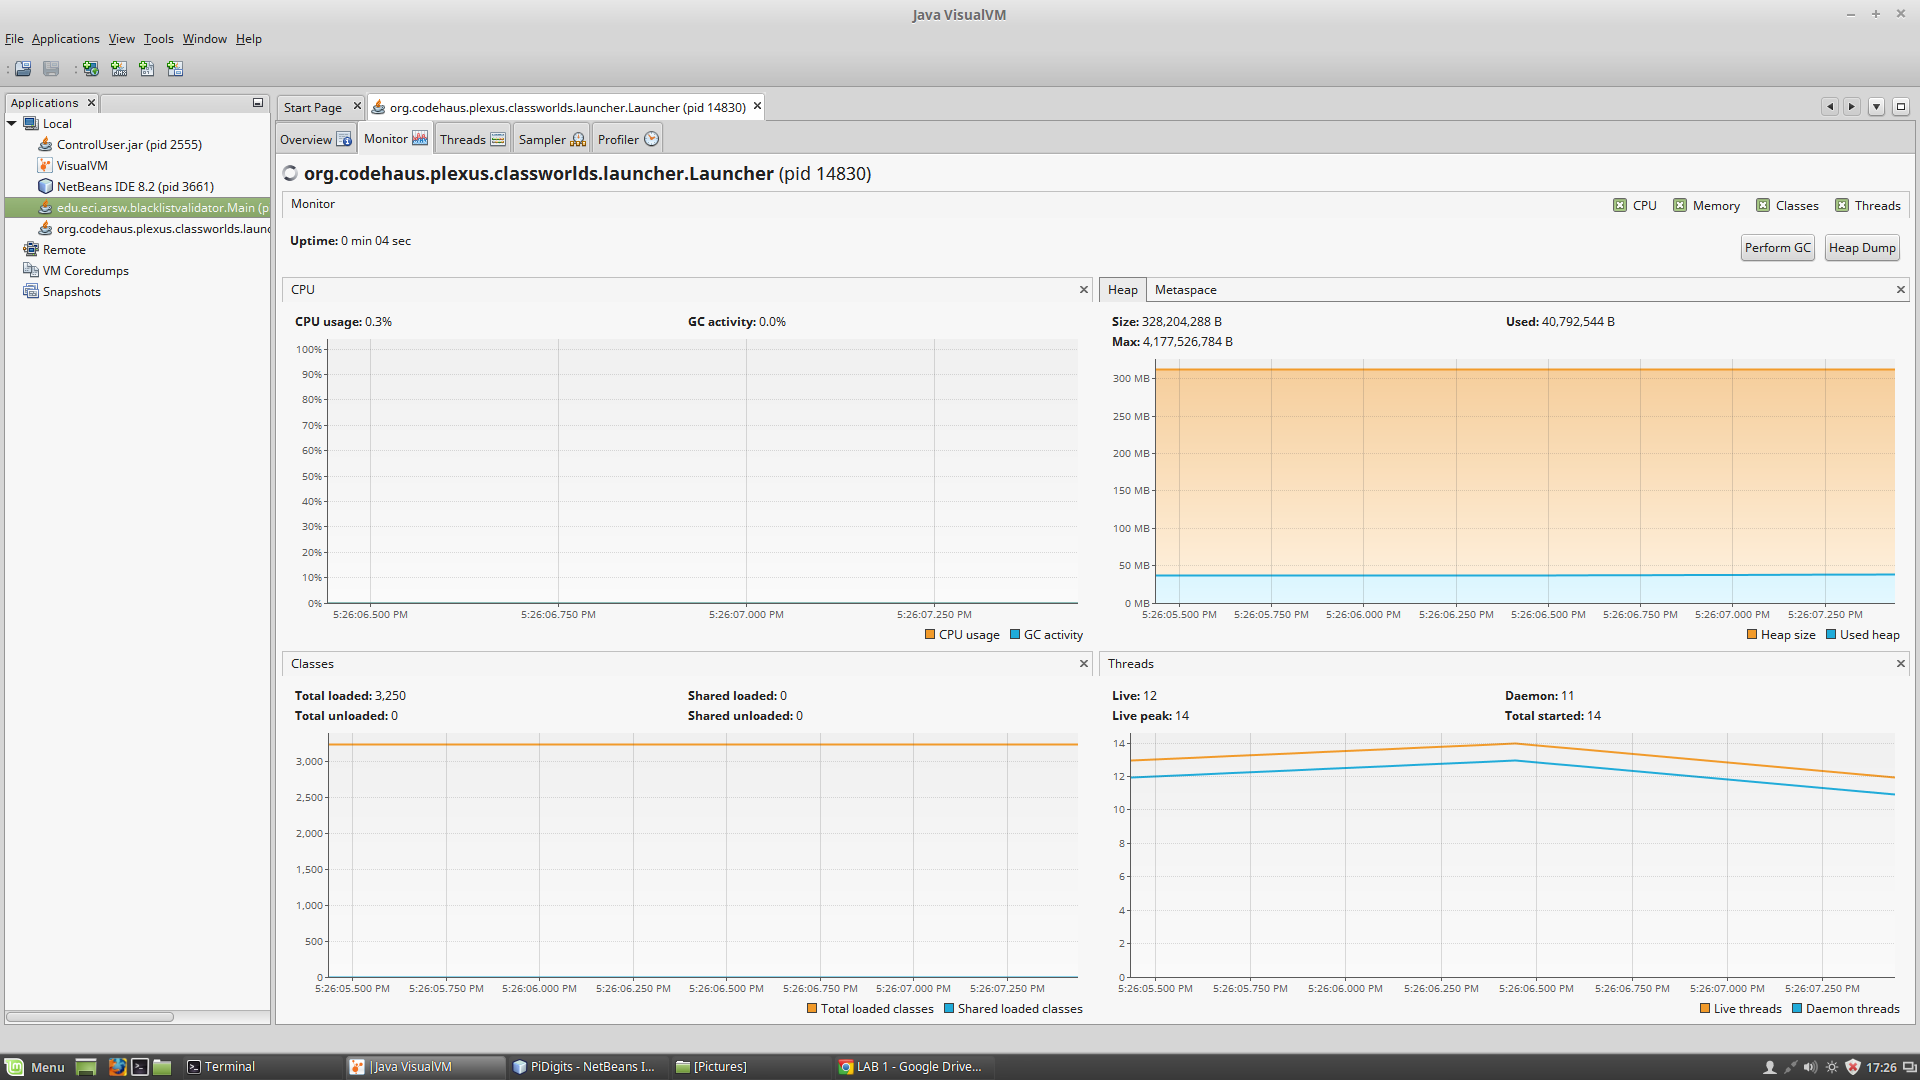 Java VisualVM
File Applications View Tools Window Help
Applications
Local
ControlUser.jar (pid 2555)
VisualVM
NetBeans IDE 8.2 (pid 3661)
edu.eci.arsw.blacklistvalidator.Main (p
org.codehaus.plexus.classworlds.launc
Remote
VM Coredumps
Snapshots
Start Page org.codehaus.plexus.classworlds.launcher.Launcher (pid 14830)
Overview Monitor Threads Sampler Profiler
org.codehaus.plexus.classworlds.launcher.Launcher (pid 14830)
Monitor CPU Memory Classes Threads
Uptime: 0 min 04 sec
Perform GC Heap Dump
CPU
CPU usage: 0.3% GC activity: 0.0%
100%
90%
80%
70%
60%
50%
40%
30%
20%
10%
0%
5:26:06.500 PM 5:26:06.750 PM 5:26:07.000 PM 5:26:07.250 PM
CPU usage GC activity
Heap Metaspace
Size: 328,204,288 B Used: 40,792,544 B
Max: 4,177,526,784 B
300 MB
250 MB
200 MB
150 MB
100 MB
50 MB
0 MB
5:26:05.500 PM 5:26:05.750 PM 5:26:06.000 PM 5:26:06.250 PM 5:26:06.500 PM 5:26:06.750 PM 5:26:07.000 PM 5:26:07.250 PM
Heap size Used heap
Classes
Total loaded: 3,250 Shared loaded: 0
Total unloaded: 0 Shared unloaded: 0
3,000
2,500
2,000
1,500
1,000
500
0
5:26:05.500 PM 5:26:05.750 PM 5:26:06.000 PM 5:26:06.250 PM 5:26:06.500 PM 5:26:06.750 PM 5:26:07.000 PM 5:26:07.250 PM
Total loaded classes Shared loaded classes
Threads
Live: 12 Daemon: 11
Live peak: 14 Total started: 14
14
12
10
8
6
4
2
0
5:26:05.500 PM 5:26:05.750 PM 5:26:06.000 PM 5:26:06.250 PM 5:26:06.500 PM 5:26:06.750 PM 5:26:07.000 PM 5:26:07.250 PM
Live threads Daemon threads
Menu Terminal Java VisualVM PiDigits - NetBeans I... [Pictures] LAB 1 - Google Drive... 17:26